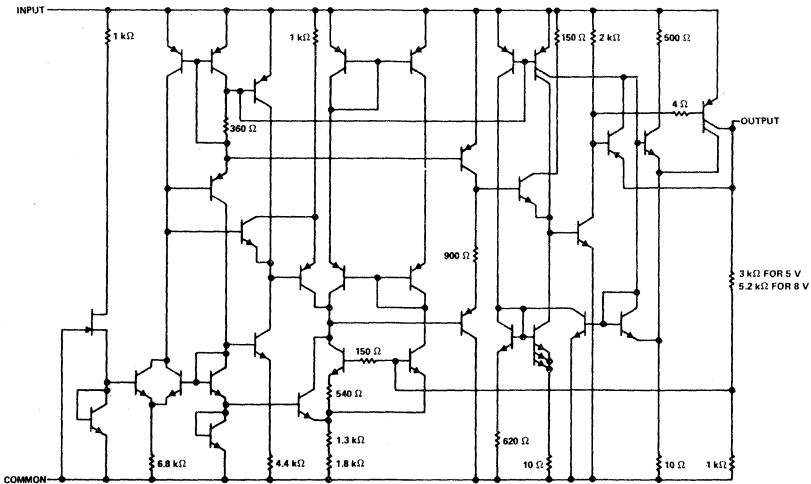 INPUT
1 kΩ
1 kΩ
150 Ω
2 kΩ
500 Ω
4 Ω
OUTPUT
360 Ω
900 Ω
3 kΩ FOR 5 V
5.2 kΩ FOR 8 V
150 Ω
540 Ω
1.3 kΩ
620 Ω
6.8 kΩ
4.4 kΩ
1.8 kΩ
10 Ω
10 Ω
1 kΩ
COMMON